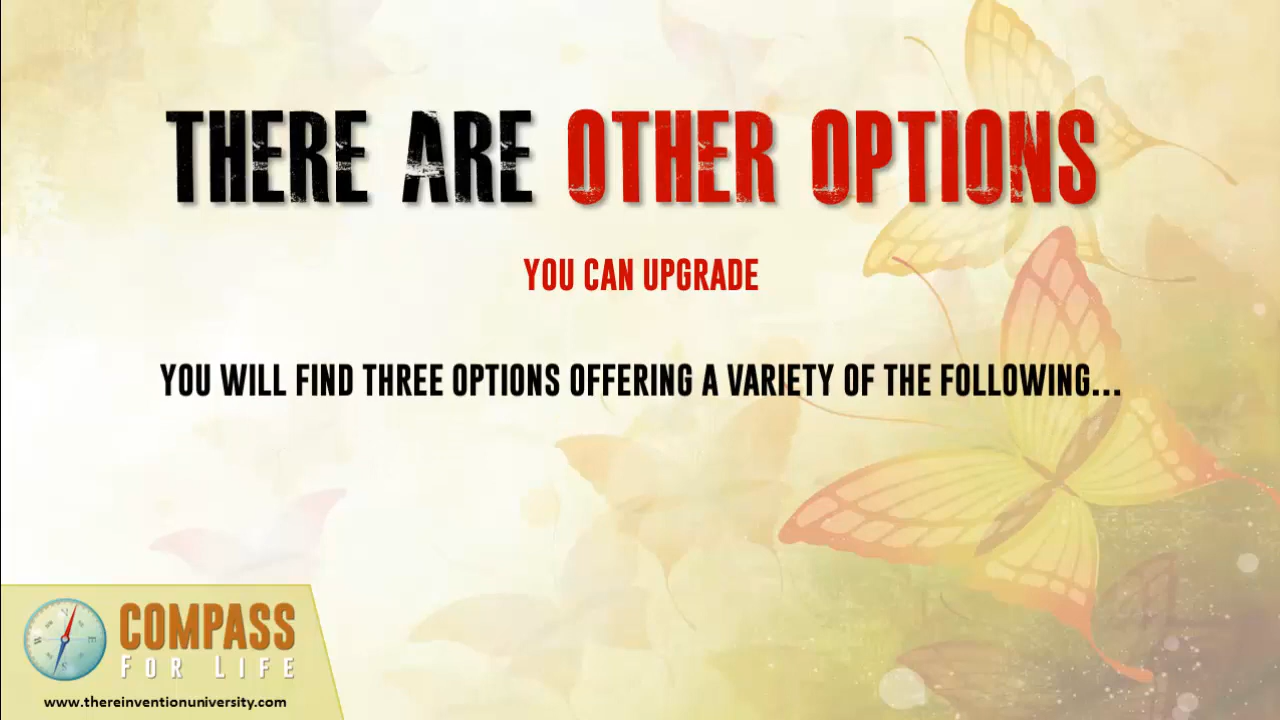 THERE ARE OTHER OPTIONS
YOU CAN UPGRADE
YOU WILL FIND THREE OPTIONS OFFERING A VARIETY OF THE FOLLOWING...
COMPASS
FOR LIFE
www.thereinventionuniversity.com